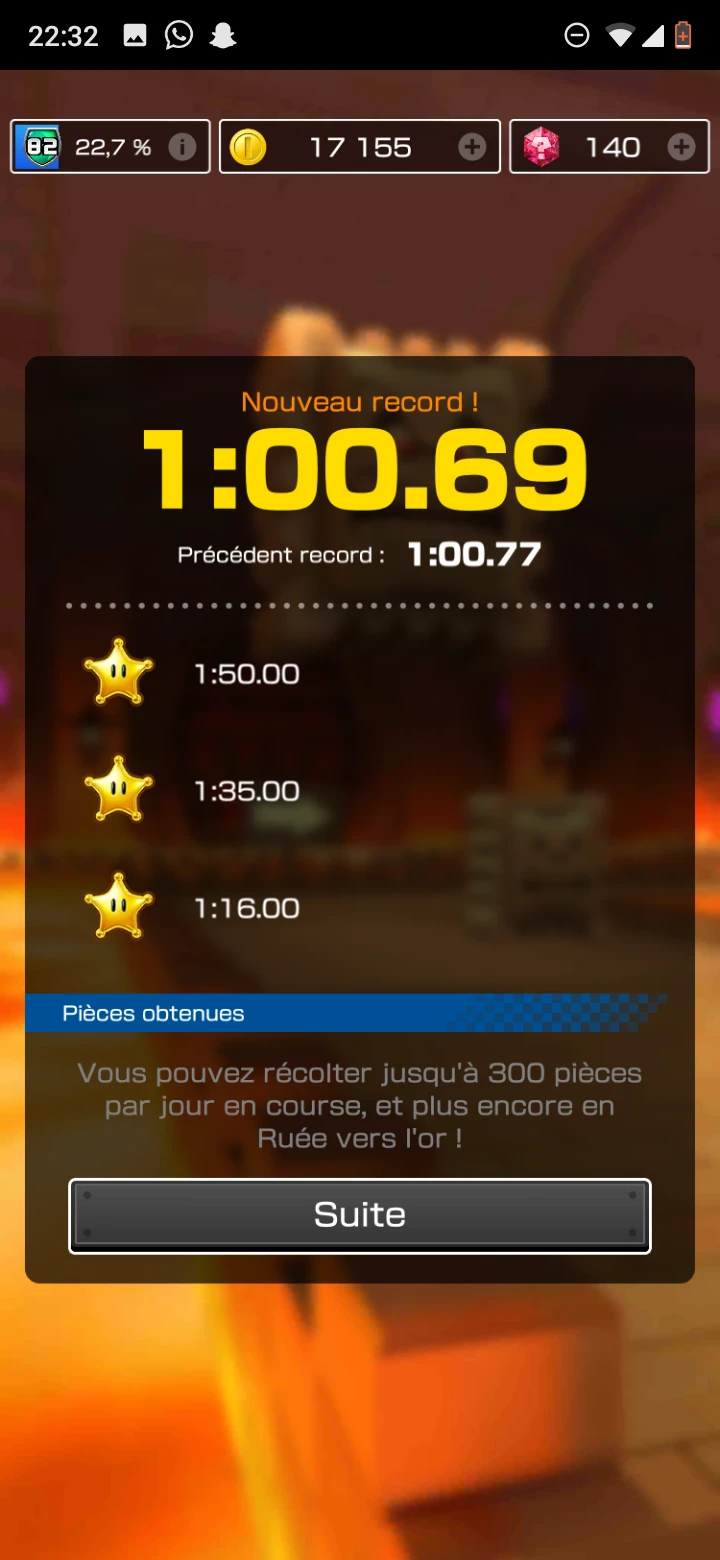 22:32
82 22,7 % i 17 155 + ? 140 +
Nouveau record !
1:00.69
Précédent record : 1:00.77
1:50.00
1:35.00
1:16.00
Pièces obtenues
Vous pouvez récolter jusqu'à 300 pièces
par jour en course, et plus encore en
Ruée vers l'or !
Suite